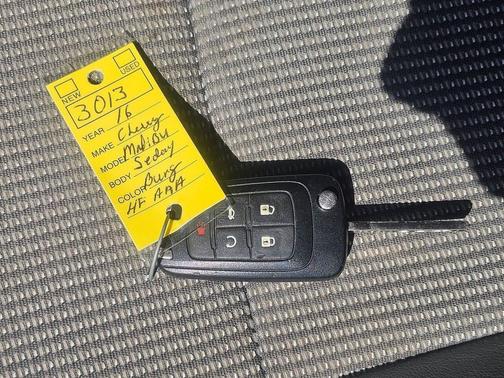 NEW USED
3013
YEAR 16
MAKE Chevy
MODEL Malibu
BODY Sedan
COLOR Burg
4F AAA